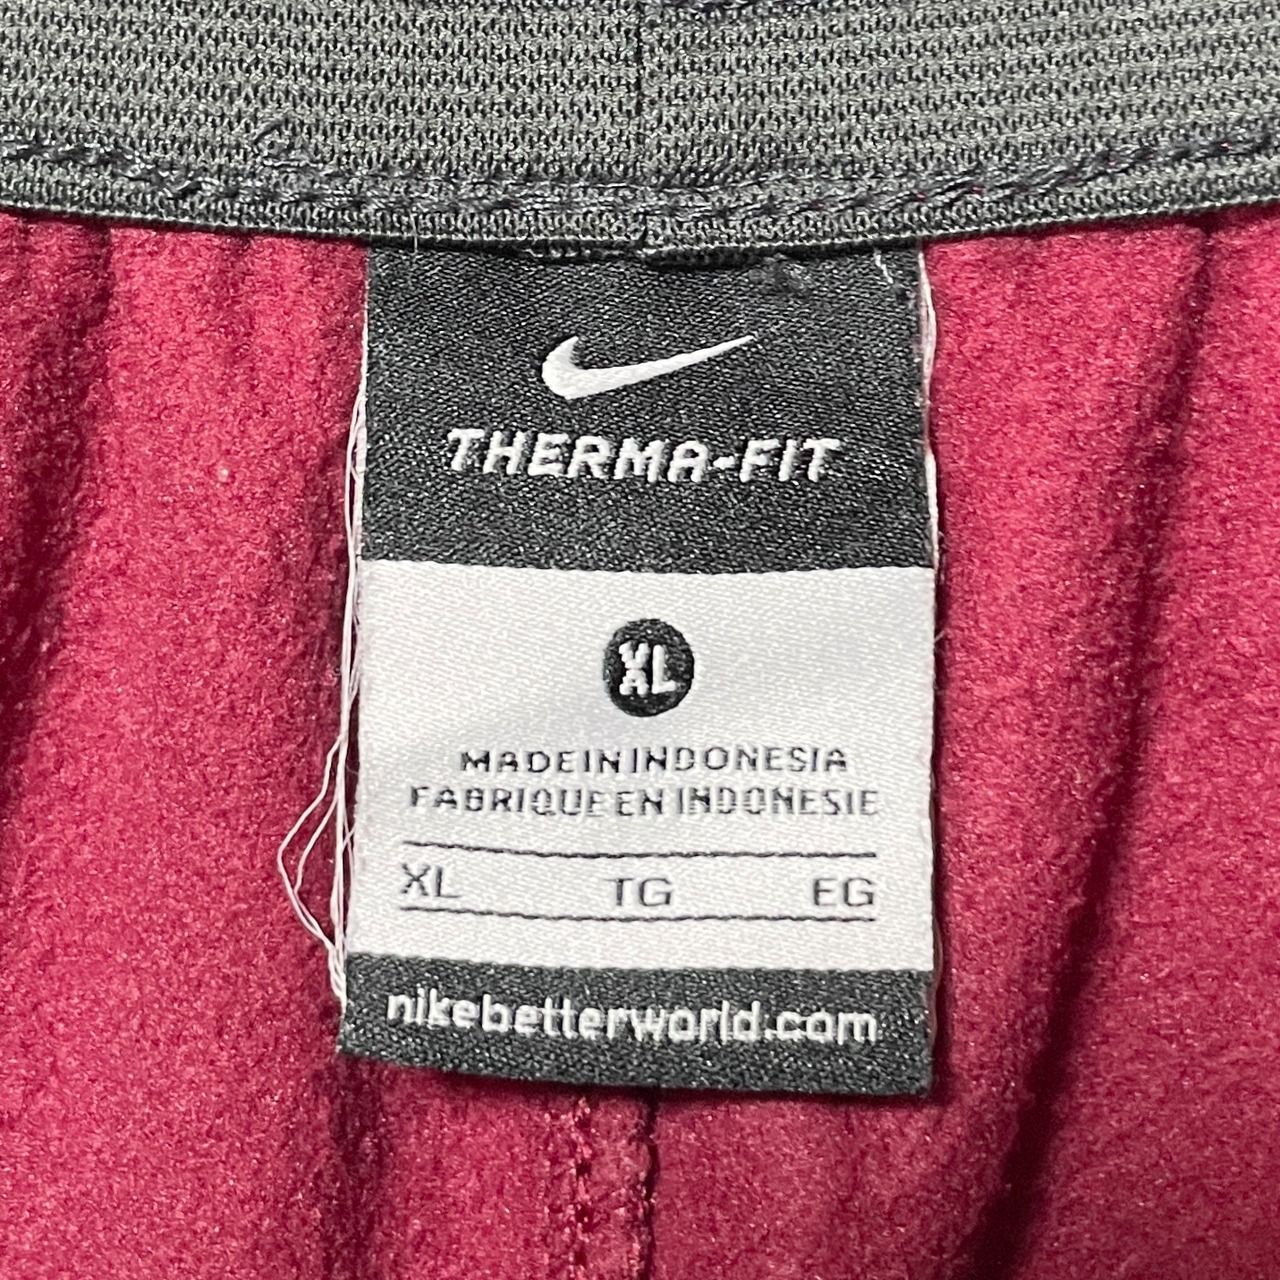 THERMA-FIT
XL
MADE IN INDONESIA
FABRIQUE EN INDONESIE
XL TG EG
nikebetterworld.com